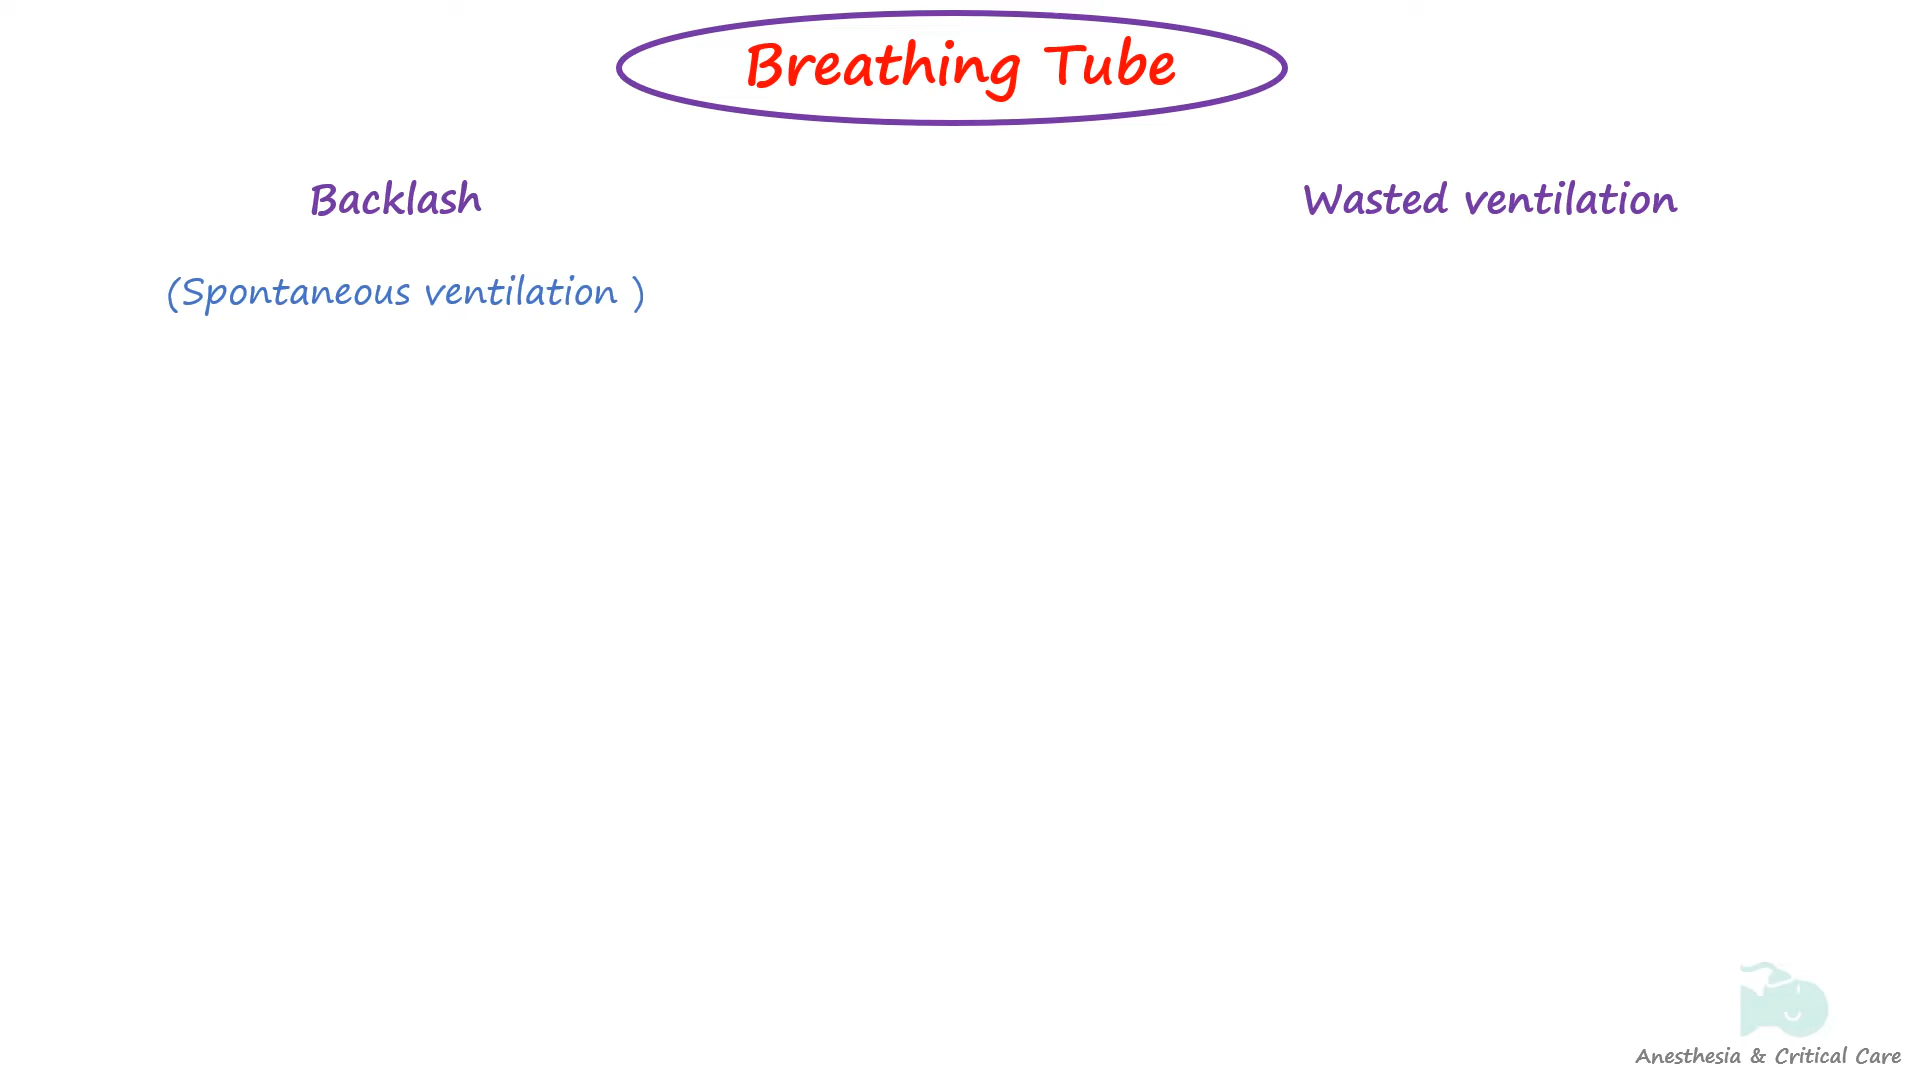 Breathing Tube
Backlash
Wasted ventilation
(Spontaneous ventilation )
Anesthesia & Critical Care